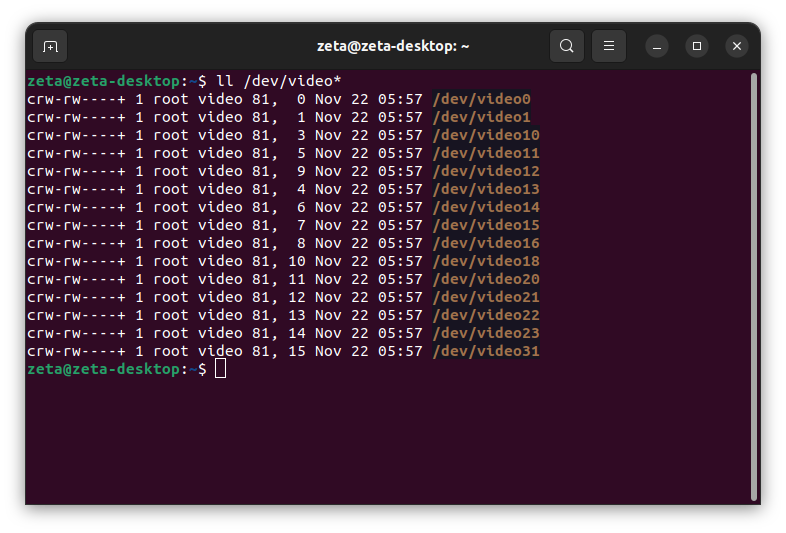 zeta@zeta-desktop: ~
zeta@zeta-desktop:~$ ll /dev/video*
crw-rw----+ 1 root video 81,  0 Nov 22 05:57 /dev/video0
crw-rw----+ 1 root video 81,  1 Nov 22 05:57 /dev/video1
crw-rw----+ 1 root video 81,  3 Nov 22 05:57 /dev/video10
crw-rw----+ 1 root video 81,  5 Nov 22 05:57 /dev/video11
crw-rw----+ 1 root video 81,  9 Nov 22 05:57 /dev/video12
crw-rw----+ 1 root video 81,  4 Nov 22 05:57 /dev/video13
crw-rw----+ 1 root video 81,  6 Nov 22 05:57 /dev/video14
crw-rw----+ 1 root video 81,  7 Nov 22 05:57 /dev/video15
crw-rw----+ 1 root video 81,  8 Nov 22 05:57 /dev/video16
crw-rw----+ 1 root video 81, 10 Nov 22 05:57 /dev/video18
crw-rw----+ 1 root video 81, 11 Nov 22 05:57 /dev/video20
crw-rw----+ 1 root video 81, 12 Nov 22 05:57 /dev/video21
crw-rw----+ 1 root video 81, 13 Nov 22 05:57 /dev/video22
crw-rw----+ 1 root video 81, 14 Nov 22 05:57 /dev/video23
crw-rw----+ 1 root video 81, 15 Nov 22 05:57 /dev/video31
zeta@zeta-desktop:~$